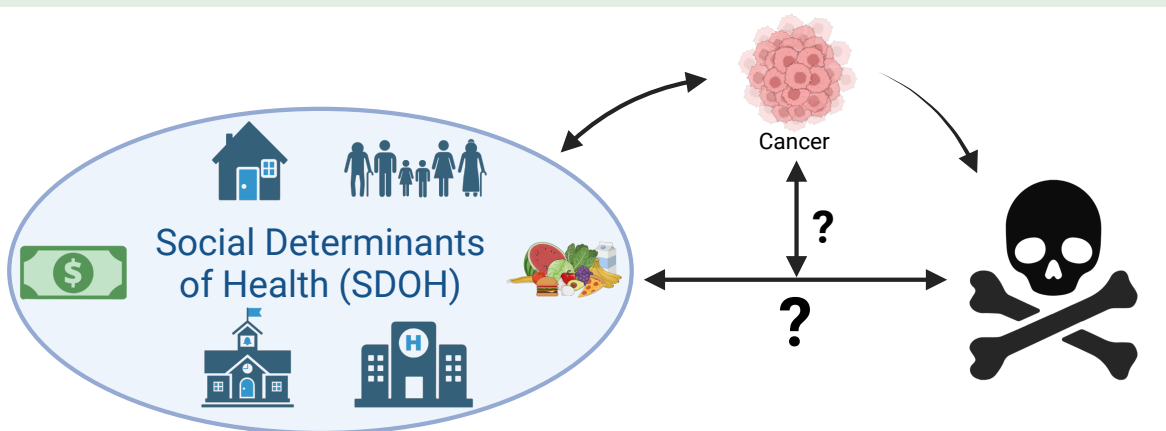 Cancer
?
Social Determinants
of Health (SDOH)
$
?
H